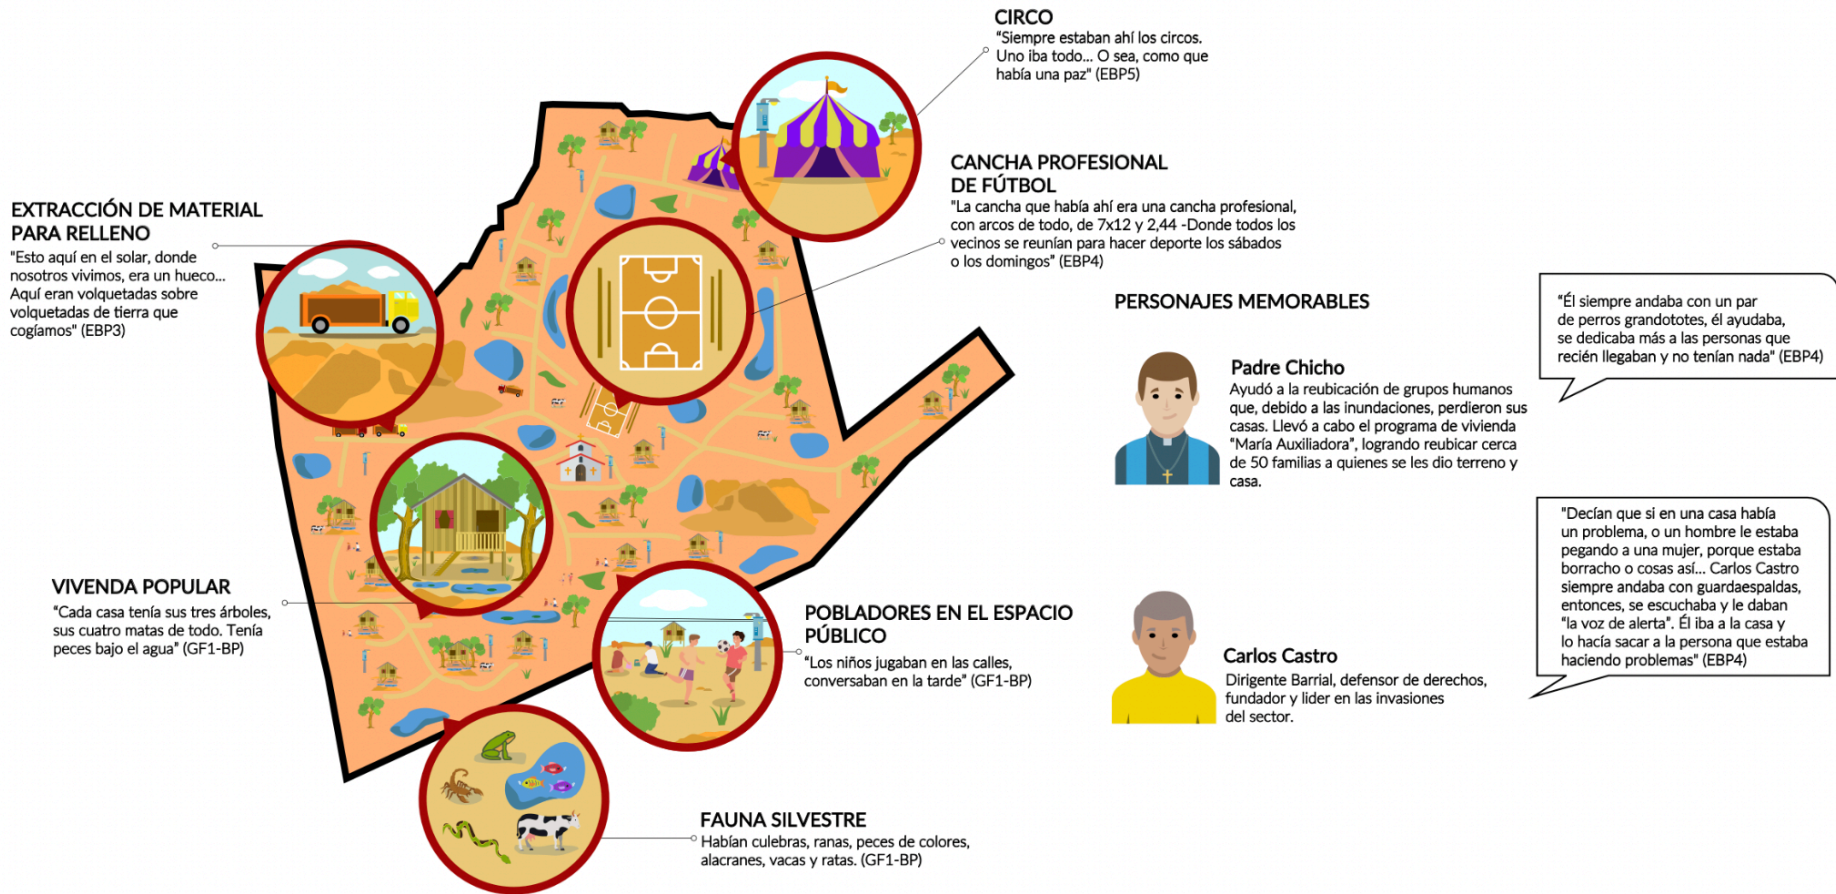 CIRCO
"Siempre estaban ahí los circos.
Uno iba todo... O sea, como que
había una paz" (EBP5)
CANCHA PROFESIONAL
DE FÚTBOL
"La cancha que había ahí era una cancha profesional,
con arcos de todo, de 7x12 y 2,44 -Donde todos los
vecinos se reunían para hacer deporte los sábados
o los domingos" (EBP4)
EXTRACCIÓN DE MATERIAL
PARA RELLENO
"Esto aquí en el solar, donde
nosotros vivimos, era un hueco...
Aquí eran volquetadas sobre
volquetadas de tierra que
cogíamos" (EBP3)
VIVENDA POPULAR
"Cada casa tenía sus tres árboles,
sus cuatro matas de todo. Tenía
peces bajo el agua" (GF1-BP)
POBLADORES EN EL ESPACIO
PÚBLICO
"Los niños jugaban en las calles,
conversaban en la tarde" (GF1-BP)
FAUNA SILVESTRE
Habían culebras, ranas, peces de colores,
alacranes, vacas y ratas. (GF1-BP)
PERSONAJES MEMORABLES
Padre Chicho
Ayudó a la reubicación de grupos humanos
que, debido a las inundaciones, perdieron sus
casas. Llevó a cabo el programa de vivienda
"María Auxiliadora", logrando reubicar cerca
de 50 familias a quienes se les dio terreno y
casa.
"Él siempre andaba con un par
de perros grandototes, él ayudaba,
se dedicaba más a las personas que
recién llegaban y no tenían nada" (EBP4)
Carlos Castro
Dirigente Barrial, defensor de derechos,
fundador y lider en las invasiones
del sector.
"Decían que si en una casa había
un problema, o un hombre le estaba
pegando a una mujer, porque estaba
borracho o cosas así... Carlos Castro
siempre andaba con guardaespaldas,
entonces, se escuchaba y le daban
"la voz de alerta". Él iba a la casa y
lo hacía sacar a la persona que estaba
haciendo problemas" (EBP4)